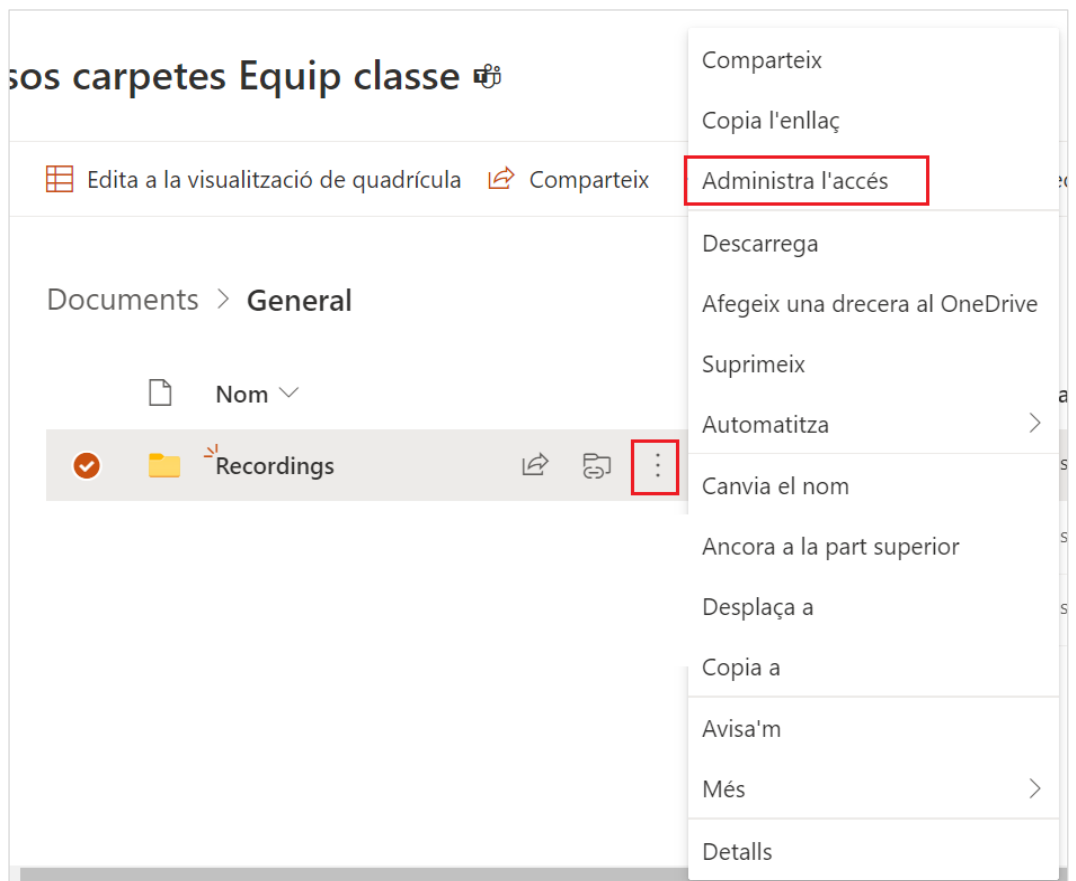 sos carpetes Equip classe
Edita a la visualització de quadrícula Comparteix
Documents > General
Nom
Recordings
Comparteix
Copia l'enllaç
Administra l'accés
Descarrega
Afegeix una drecera al OneDrive
Suprimeix
Automatitza
Canvia el nom
Ancora a la part superior
Desplaça a
Copia a
Avisa'm
Més
Detalls